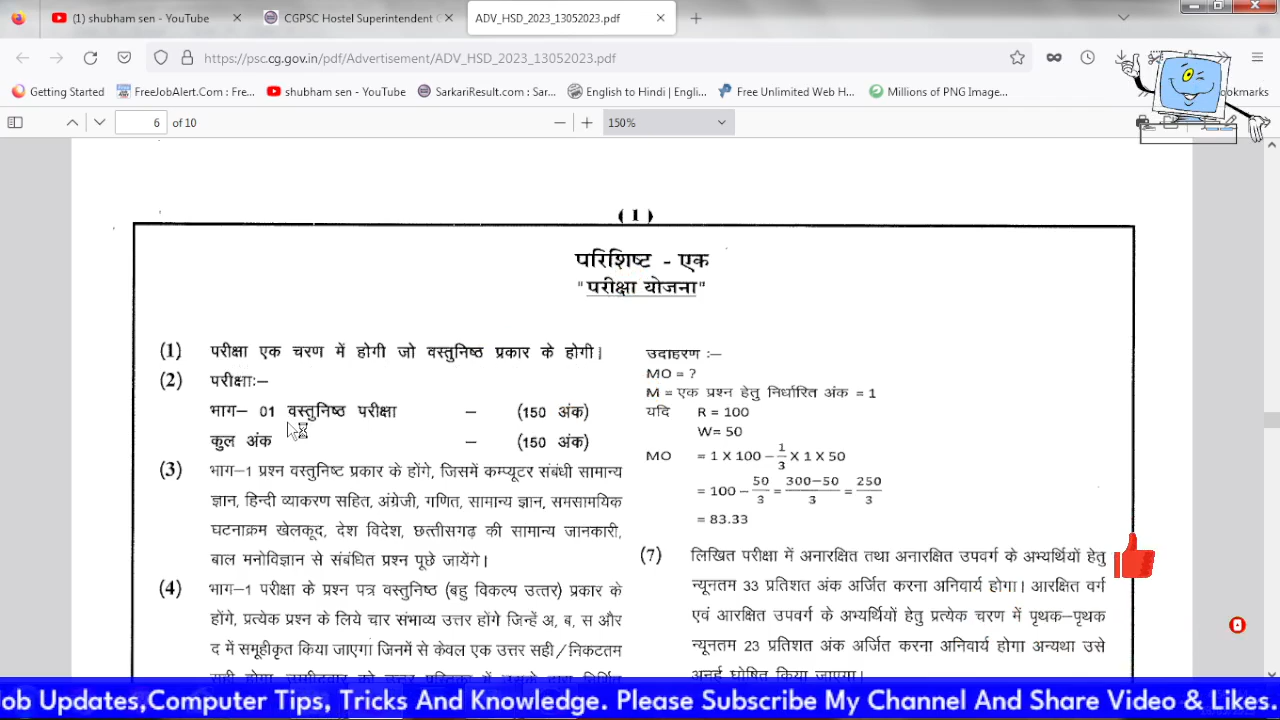 (1) shubham sen - YouTube
CGPSC Hostel Superintendent
ADV_HSD_2023_13052023.pdf
https://psc.cg.gov.in/pdf/Advertisement/ADV_HSD_2023_13052023.pdf
Getting Started
FreeJobAlert.Com : Fre...
shubham sen - YouTube
SarkariResult.com : Sar...
English to Hindi | Engli...
Free Unlimited Web H...
Millions of PNG Image...
okmarks
6 of 10
150%
(1)
परिशिष्ट - एक
"परीक्षा योजना"
(1) परीक्षा एक चरण में होगी जो वस्तुनिष्ठ प्रकार के होगी।
(2) परीक्षाः–
भाग– 01 वस्तुनिष्ठ परीक्षा – (150 अंक)
कुल अंक – (150 अंक)
(3) भाग–1 प्रश्न वस्तुनिष्ट प्रकार के होंगे, जिसमें कम्प्यूटर संबंधी सामान्य
ज्ञान, हिन्दी व्याकरण सहित, अंग्रेजी, गणित, सामान्य ज्ञान, समसामयिक
घटनाक्रम खेलकूद, देश विदेश, छत्तीसगढ़ की सामान्य जानकारी,
बाल मनोविज्ञान से संबंधित प्रश्न पूछे जायेंगे।
(4) भाग–1 परीक्षा के प्रश्न पत्र वस्तुनिष्ठ (बहु विकल्प उत्तर) प्रकार के
होंगे, प्रत्येक प्रश्न के लिये चार संभाव्य उत्तर होंगे जिन्हें अ, ब, स और
द में समूहीकृत किया जाएगा जिनमें से केवल एक उत्तर सही/निकटतम
उदाहरण :–
MO = ?
M = एक प्रश्न हेतु निर्धारित अंक = 1
यदि R = 100
W= 50
MO = 1 X 100 – 1/3 X 1 X 50
= 100 – 50/3 = 300–50/3 = 250/3
= 83.33
(7) लिखित परीक्षा में अनारक्षित तथा अनारक्षित उपवर्ग के अभ्यर्थियों हेतु
न्यूनतम 33 प्रतिशत अंक अर्जित करना अनिवार्य होगा। आरक्षित वर्ग
एवं आरक्षित उपवर्ग के अभ्यर्थियों हेतु प्रत्येक चरण में पृथक–पृथक
न्यूनतम 23 प्रतिशत अंक अर्जित करना अनिवार्य होगा अन्यथा उसे
अनर्ह घोषित किया जाएगा।
Job Updates,Computer Tips, Tricks And Knowledge. Please Subscribe My Channel And Share Video & Likes.